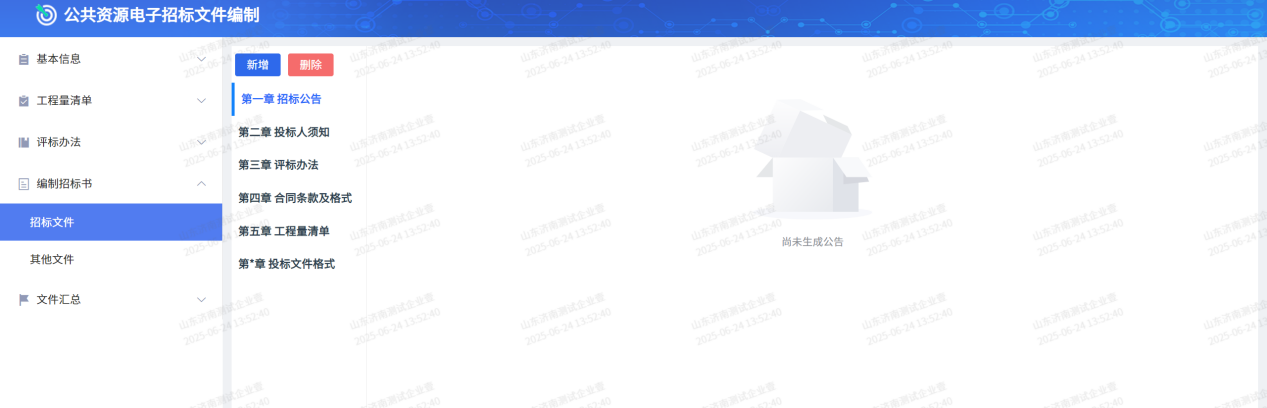 公共资源电子招标文件编制
基本信息
工程量清单
评标办法
编制招标书
招标文件
其他文件
文件汇总
新增
删除
第一章 招标公告
第二章 投标人须知
第三章 评标办法
第四章 合同条款及格式
第五章 工程量清单
第*章 投标文件格式
尚未生成公告
山东济南测试企业壹
2025-06-24 13:52:40